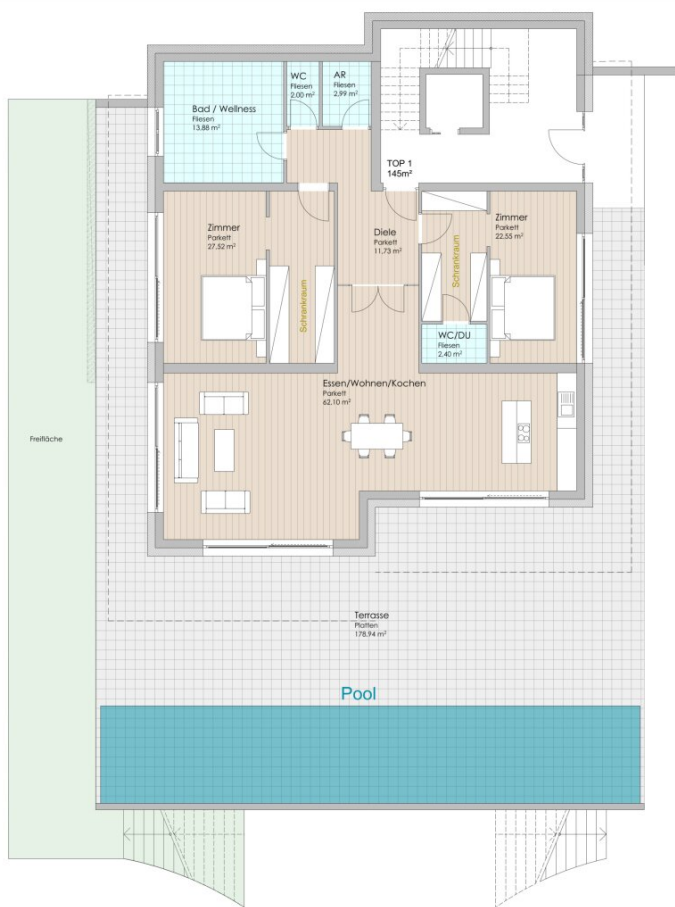 WC
Fliesen
2,00 m²
AR
Fliesen
2,99 m²
Bad / Wellness
Fliesen
13,88 m²
TOP 1
145m²
Zimmer
Parkett
27,52 m²
Schrankraum
Diele
Parkett
11,73 m²
Schrankraum
Zimmer
Parkett
22,55 m²
WC/DU
Fliesen
2,40 m²
Essen/Wohnen/Kochen
Parkett
62,10 m²
Freifläche
Terrasse
Platten
178,94 m²
Pool